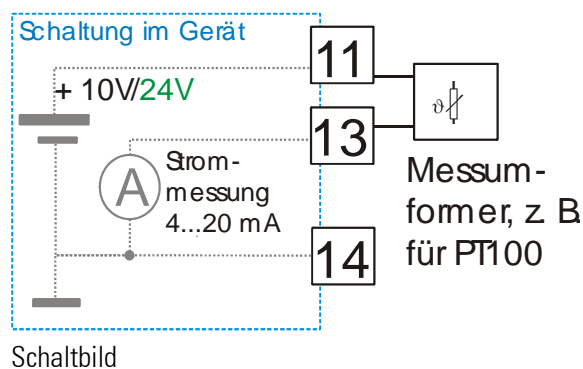 Schaltung im Gerät
11
+ 10V/24V
ϑ
13
A
Strom-
messung
4...20 mA
Messum-
former, z. B.
für PT100
14
Schaltbild